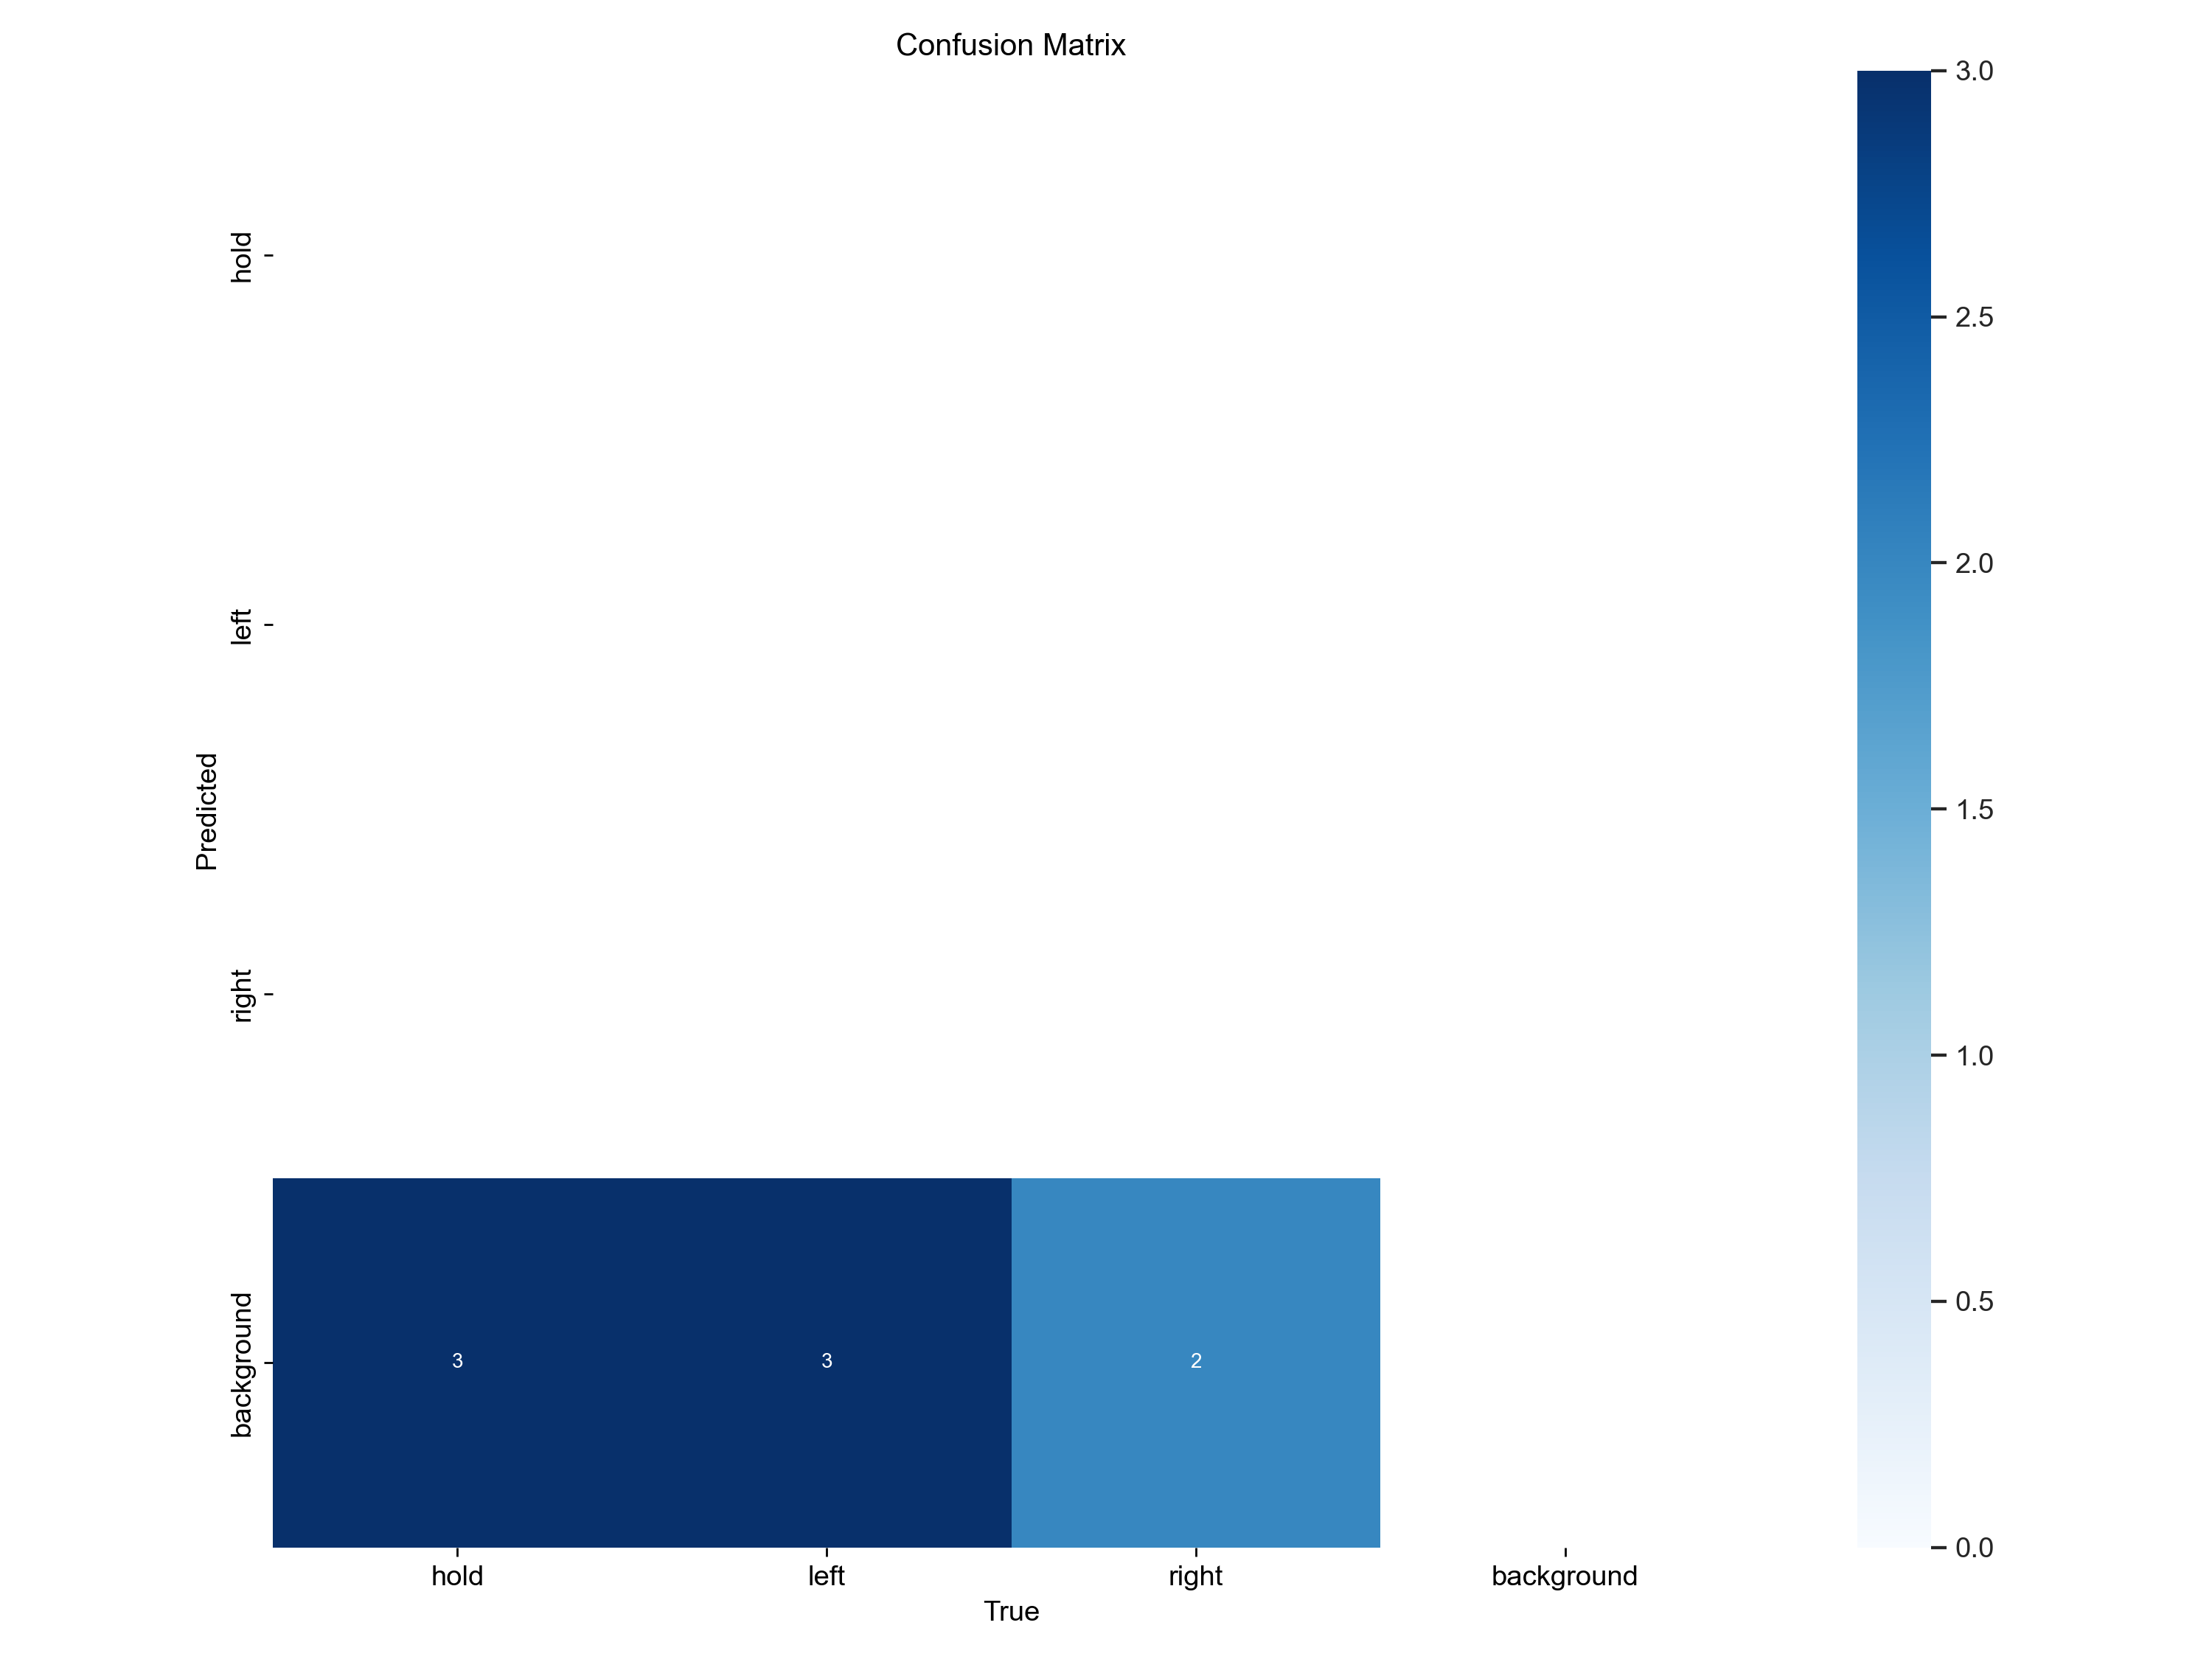 Confusion Matrix
hold
left
right
background
Predicted
3 3 2
hold left right background
True
3.0
2.5
2.0
1.5
1.0
0.5
0.0